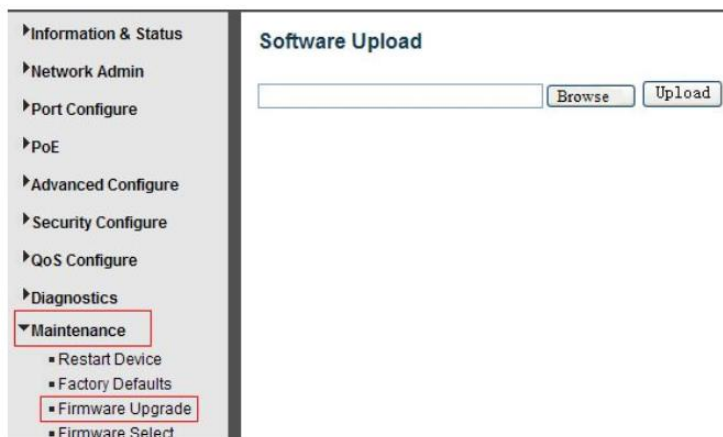 Information & Status
Network Admin
Port Configure
PoE
Advanced Configure
Security Configure
QoS Configure
Diagnostics
Maintenance
Restart Device
Factory Defaults
Firmware Upgrade
Firmware Select
Software Upload
Browse
Upload